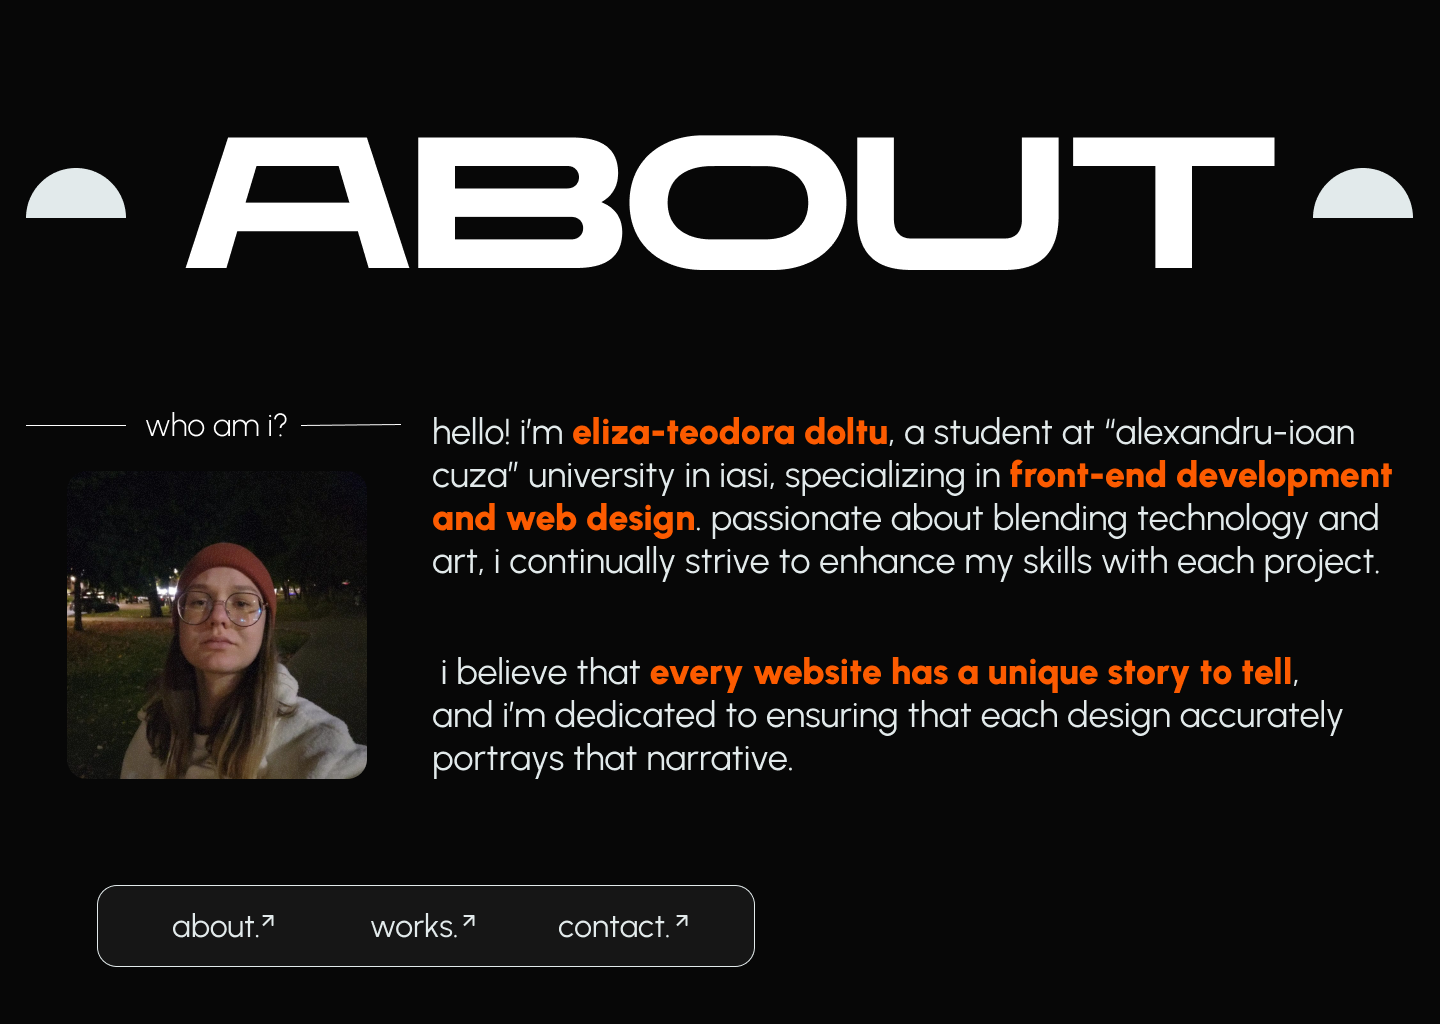 ABOUT
who am i?
hello! i’m eliza-teodora doltu, a student at “alexandru-ioan
cuza” university in iasi, specializing in front-end development
and web design. passionate about blending technology and
art, i continually strive to enhance my skills with each project.
i believe that every website has a unique story to tell,
and i’m dedicated to ensuring that each design accurately
portrays that narrative.
about. works. contact.